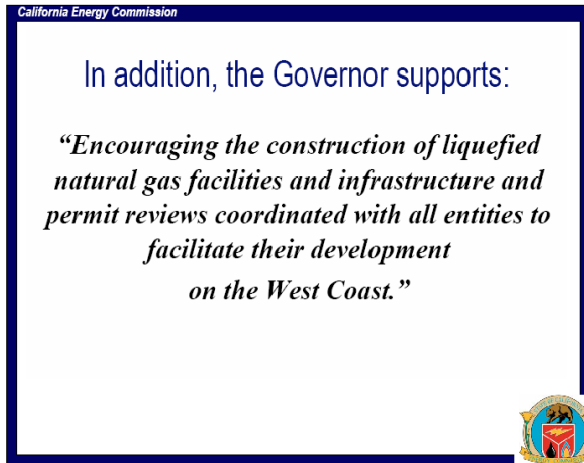 California Energy Commission
In addition, the Governor supports:
“Encouraging the construction of liquefied
natural gas facilities and infrastructure and
permit reviews coordinated with all entities to
facilitate their development
on the West Coast.”